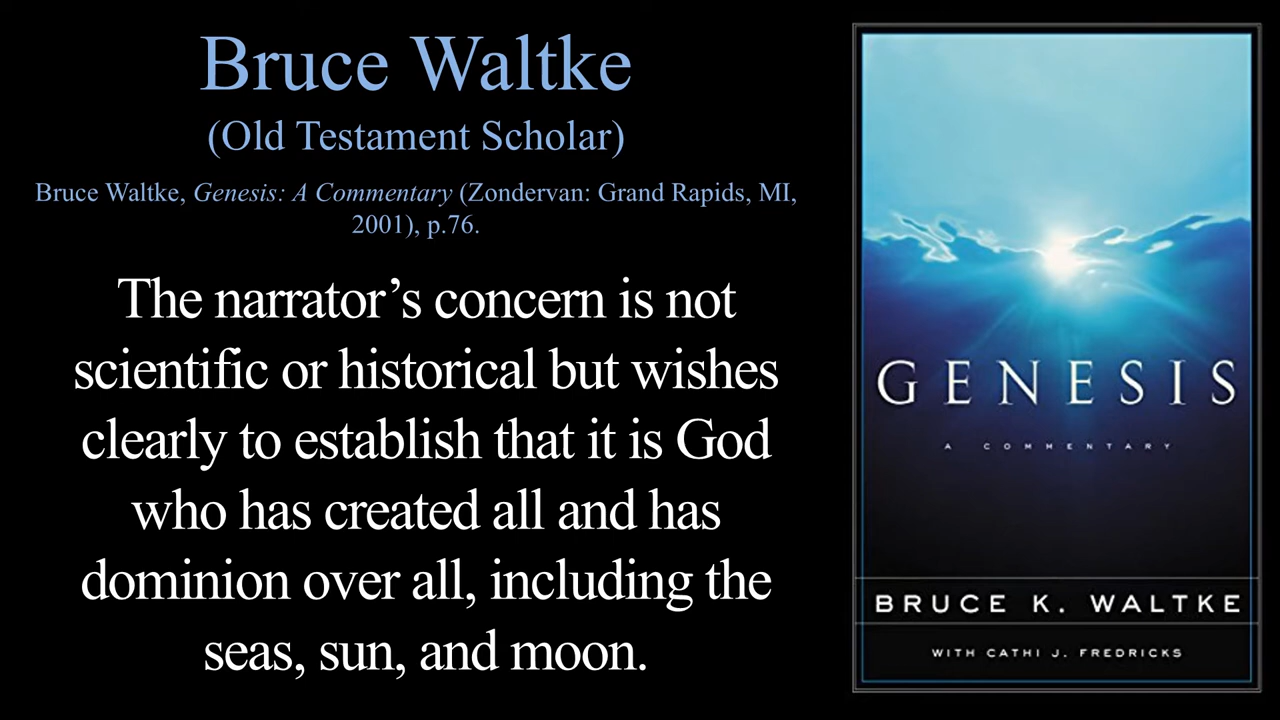 Bruce Waltke
(Old Testament Scholar)
Bruce Waltke, Genesis: A Commentary (Zondervan: Grand Rapids, MI,
2001), p.76.
The narrator’s concern is not
scientific or historical but wishes
clearly to establish that it is God
who has created all and has
dominion over all, including the
seas, sun, and moon.
GENESIS
A COMMENTARY
BRUCE K. WALTKE
WITH CATHI J. FREDRICKS